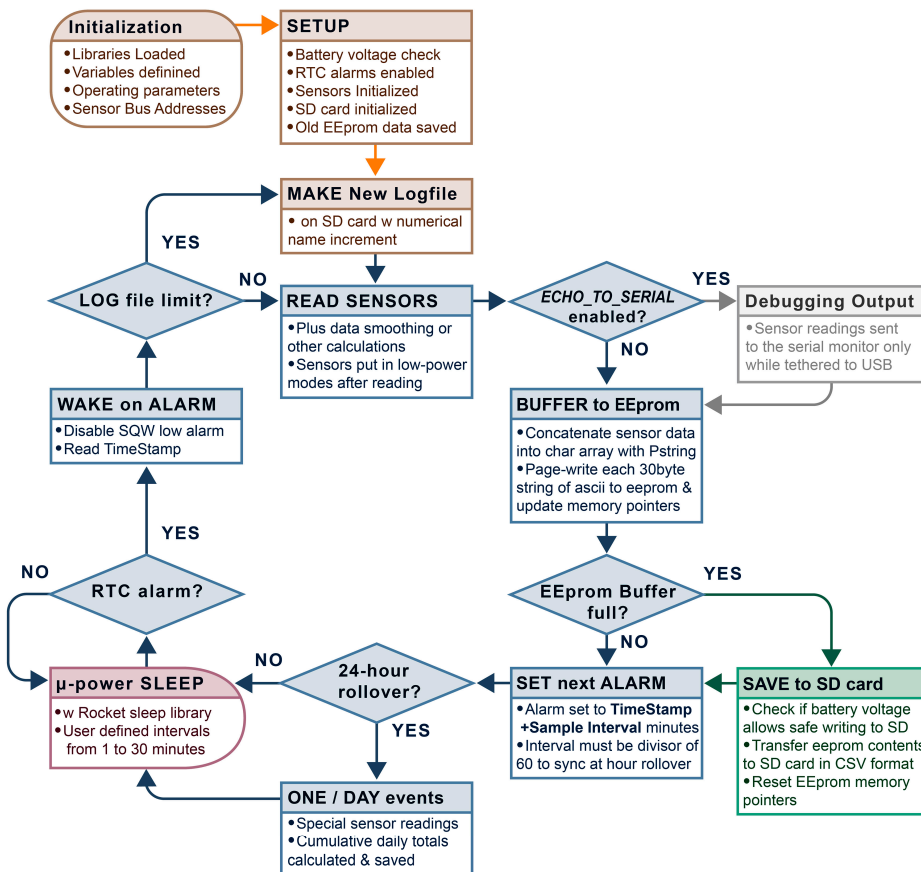 Initialization
•Libraries Loaded
•Variables definined
•Operating parameters
•Sensor Bus Addresses
SETUP
•Battery voltage check
•RTC alarms enabled
•Sensors Initialized
•SD card initialized
•Old EEprom data saved
MAKE New Logfile
• on SD card w numerical
name increment
YES
LOG file limit?
NO
READ SENSORS
•Plus data smoothing or
other calculations
•Sensors put in low-power
modes after reading
ECHO_TO_SERIAL
enabled?
YES
NO
Debugging Output
•Sensor readings sent
to the serial monitor only
while tethered to USB
WAKE on ALARM
•Disable SQW low alarm
•Read TimeStamp
BUFFER to EEprom
•Concatenate sensor data
into char array with Pstring
•Page-write each 30byte
string of ascii to eeprom &
update memory pointers
YES
NO
RTC alarm?
EEprom Buffer
full?
YES
NO
µ-power SLEEP
•w Rocket sleep library
•User defined intervals
from 1 to 30 minutes
NO
24-hour
rollover?
YES
SET next ALARM
•Alarm set to TimeStamp
+Sample Interval minutes
•Interval must be divisor of
60 to sync at hour rollover
SAVE to SD card
•Check if battery voltage
allows safe writing to SD
•Transfer eeprom contents
to SD card in CSV format
•Reset EEprom memory
pointers
ONE / DAY events
•Special sensor readings
•Cumulative daily totals
calculated & saved